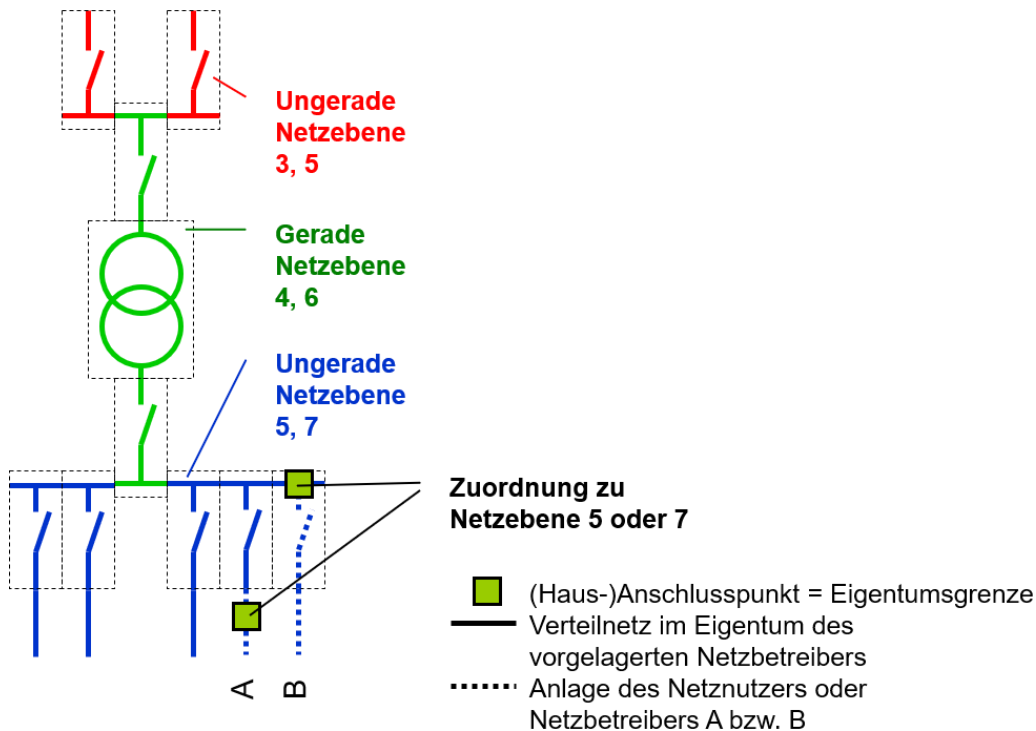 Ungerade
Netzebene
3, 5
Gerade
Netzebene
4, 6
Ungerade
Netzebene
5, 7
Zuordnung zu
Netzebene 5 oder 7
(Haus-)Anschlusspunkt = Eigentumsgrenze
Verteilnetz im Eigentum des
vorgelagerten Netzbetreibers
Anlage des Netznutzers oder
Netzbetreibers A bzw. B
A
B